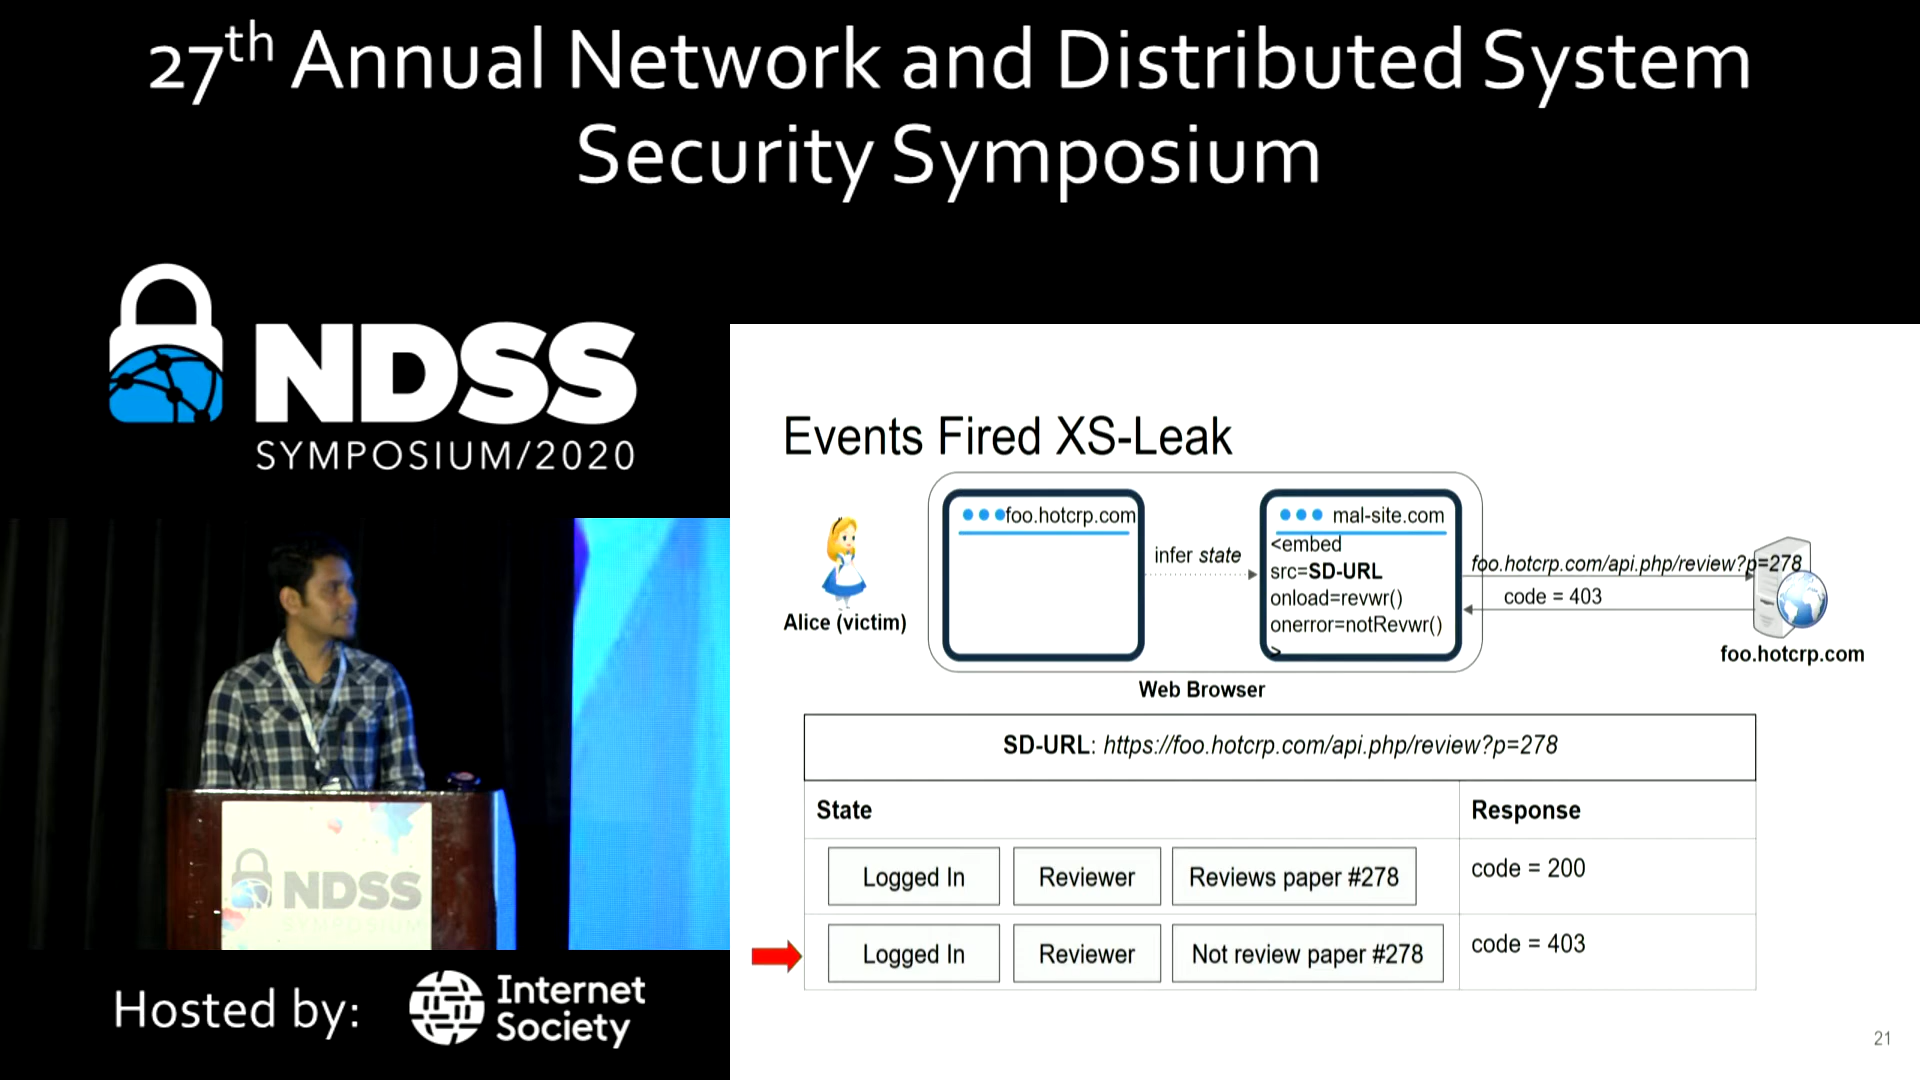 27th Annual Network and Distributed System
Security Symposium
NDSS
SYMPOSIUM/2020
Events Fired XS-Leak
foo.hotcrp.com
mal-site.com
<embed
src=SD-URL
onload=revwr()
onerror=notRevwr()
>
infer state
foo.hotcrp.com/api.php/review?p=278
code = 403
Alice (victim)
foo.hotcrp.com
Web Browser
SD-URL: https://foo.hotcrp.com/api.php/review?p=278
State
Response
Logged In
Reviewer
Reviews paper #278
code = 200
Logged In
Reviewer
Not review paper #278
code = 403
21
NDSS
SYMPOSIUM
Hosted by:
Internet
Society